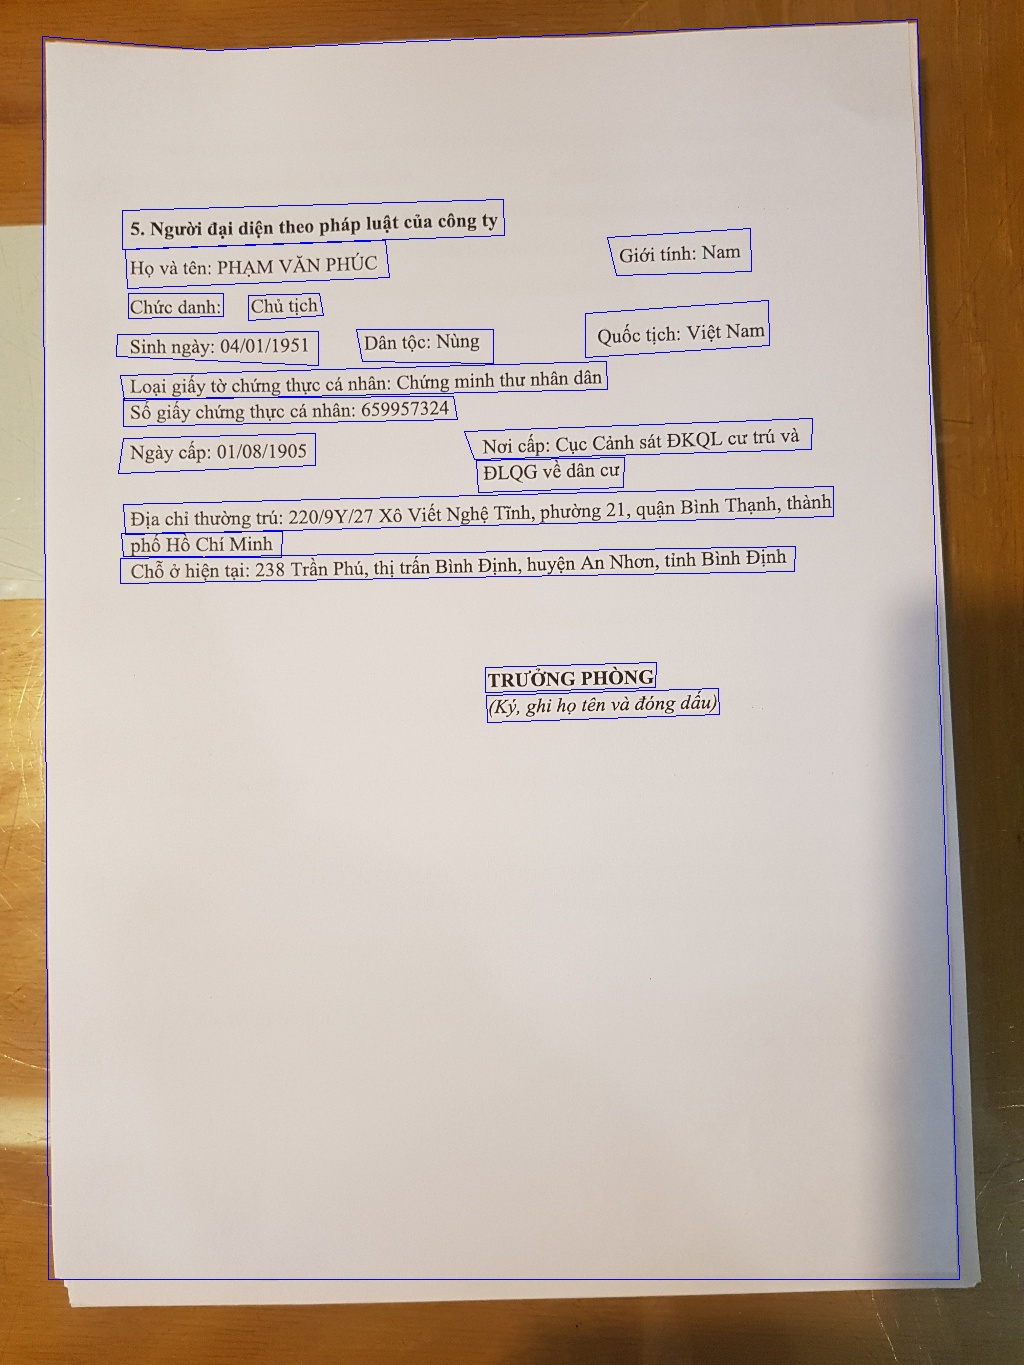 5. Người đại diện theo pháp luật của công ty
Họ và tên: PHẠM VĂN PHÚC Giới tính: Nam
Chức danh: Chủ tịch
Sinh ngày: 04/01/1951 Dân tộc: Nùng Quốc tịch: Việt Nam
Loại giấy tờ chứng thực cá nhân: Chứng minh thư nhân dân
Số giấy chứng thực cá nhân: 659957324
Ngày cấp: 01/08/1905 Nơi cấp: Cục Cảnh sát ĐKQL cư trú và
ĐLQG về dân cư
Địa chỉ thường trú: 220/9Y/27 Xô Viết Nghệ Tĩnh, phường 21, quận Bình Thạnh, thành
phố Hồ Chí Minh
Chỗ ở hiện tại: 238 Trần Phú, thị trấn Bình Định, huyện An Nhơn, tỉnh Bình Định
TRƯỞNG PHÒNG
(Ký, ghi họ tên và đóng dấu)